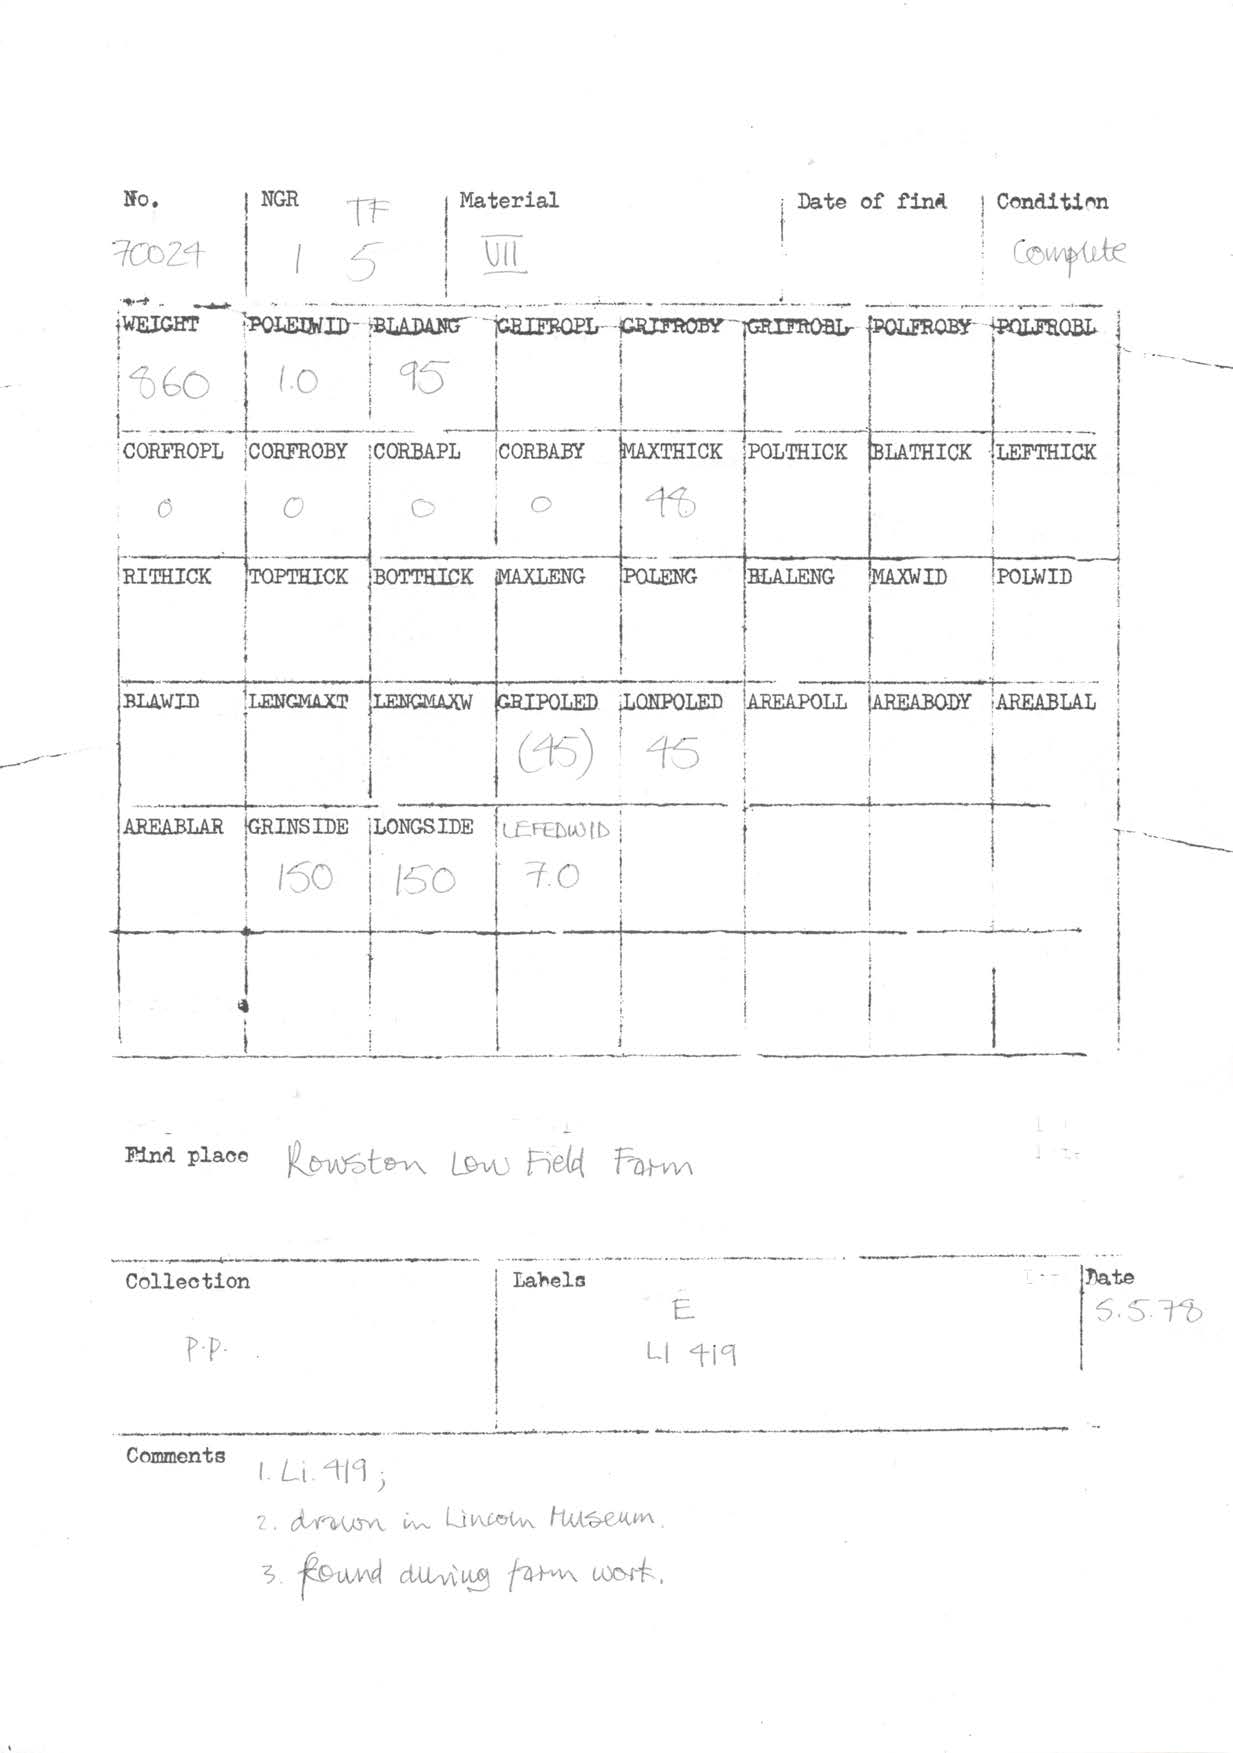 No. NGR TF Material Date of find Condition
70024 1 5 VII Complete
WEIGHT POLEDWID BLADANG GRIFROPL GRIFROBY GRIFROBL POLFROBY POLFROBL
860 1.0 95
CORFROPL CORFROBY CORBAPL CORBABY MAXTHICK POLTHICK BLATHICK LEFTHICK
0 0 0 0 48
RITHICK TOPTHICK BOTTHICK MAXLENG POLENG BLALENG MAXWID POLWID
BLAWID LENGMAXT LENGMAXW GRIPOLED LONPOLED AREAPOLL AREABODY AREABLAL
(45) 45
AREABLAR GRINSIDE LONGSIDE LEFEDWID
150 150 7.0
Find place Rowston Low Field Farm
Collection Labels Date
E 5.5.78
P.P. LI 419
Comments 1. Li. 419;
2. drawn in Lincoln Museum.
3. found during farm work.